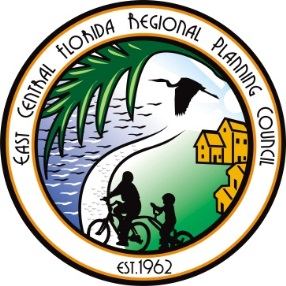 East Central Florida Regional Planning Council
EST.1962